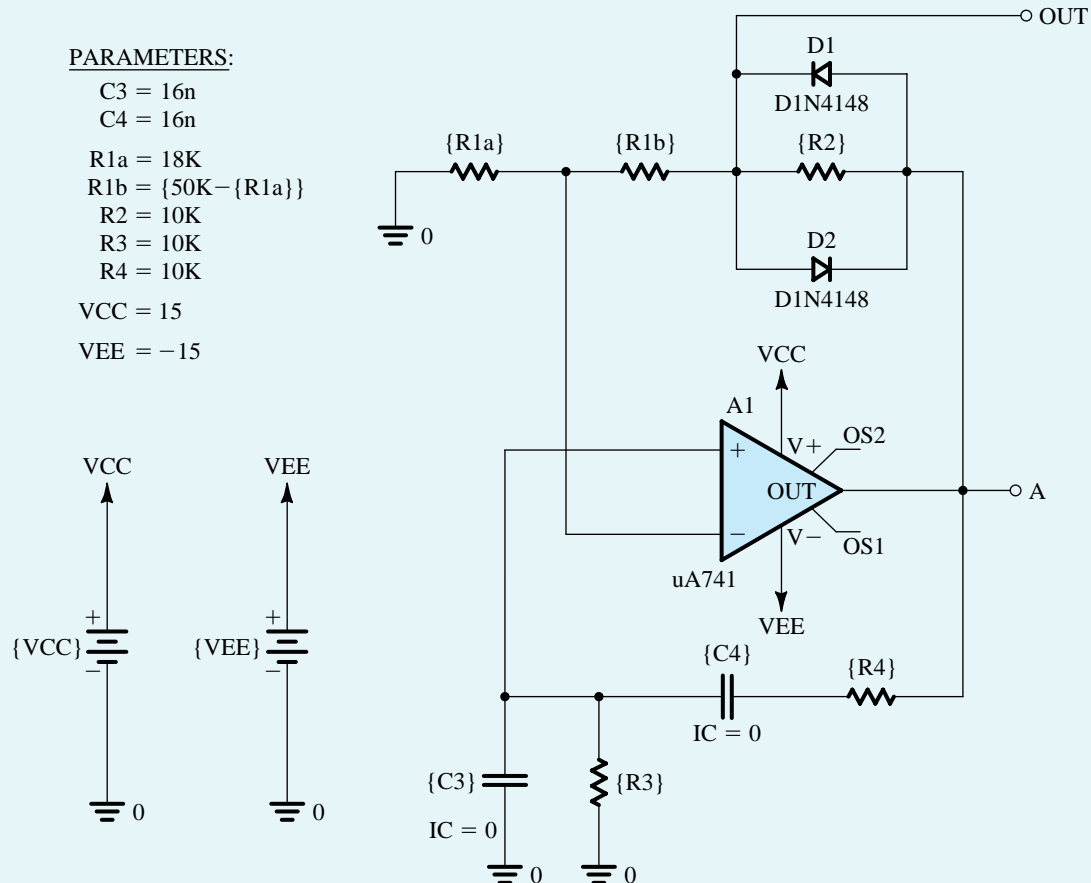 PARAMETERS:
C3 = 16n
C4 = 16n
R1a = 18K
R1b = {50K−{R1a}}
R2 = 10K
R3 = 10K
R4 = 10K
VCC = 15
VEE = −15
OUT
D1
D1N4148
{R1a}
{R1b}
{R2}
0
D2
D1N4148
VCC
A1
V+
OS2
+
OUT
A
−
V−
OS1
uA741
VEE
VCC
VEE
+
{VCC}
−
+
{VEE}
−
0
0
{C4}
IC = 0
{R4}
{C3}
IC = 0
{R3}
0
0